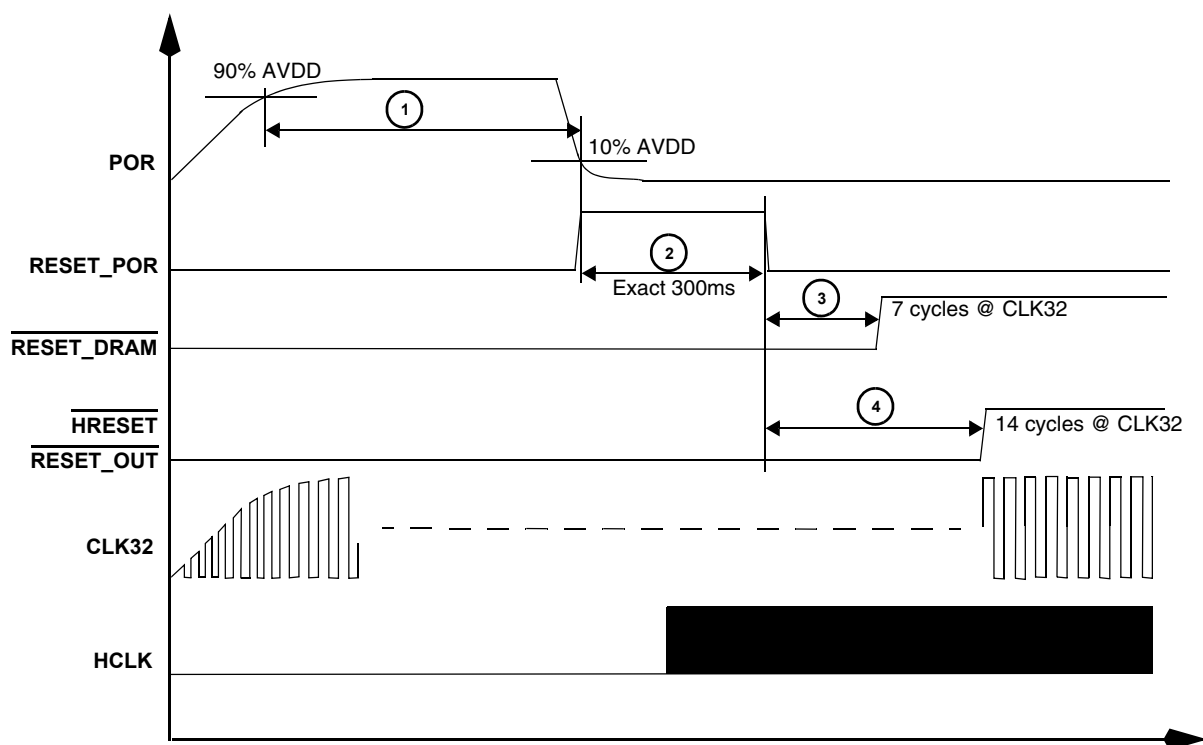 90% AVDD
1
POR
10% AVDD
RESET_POR
2
Exact 300ms
3
7 cycles @ CLK32
RESET_DRAM
4
HRESET
14 cycles @ CLK32
RESET_OUT
CLK32
HCLK